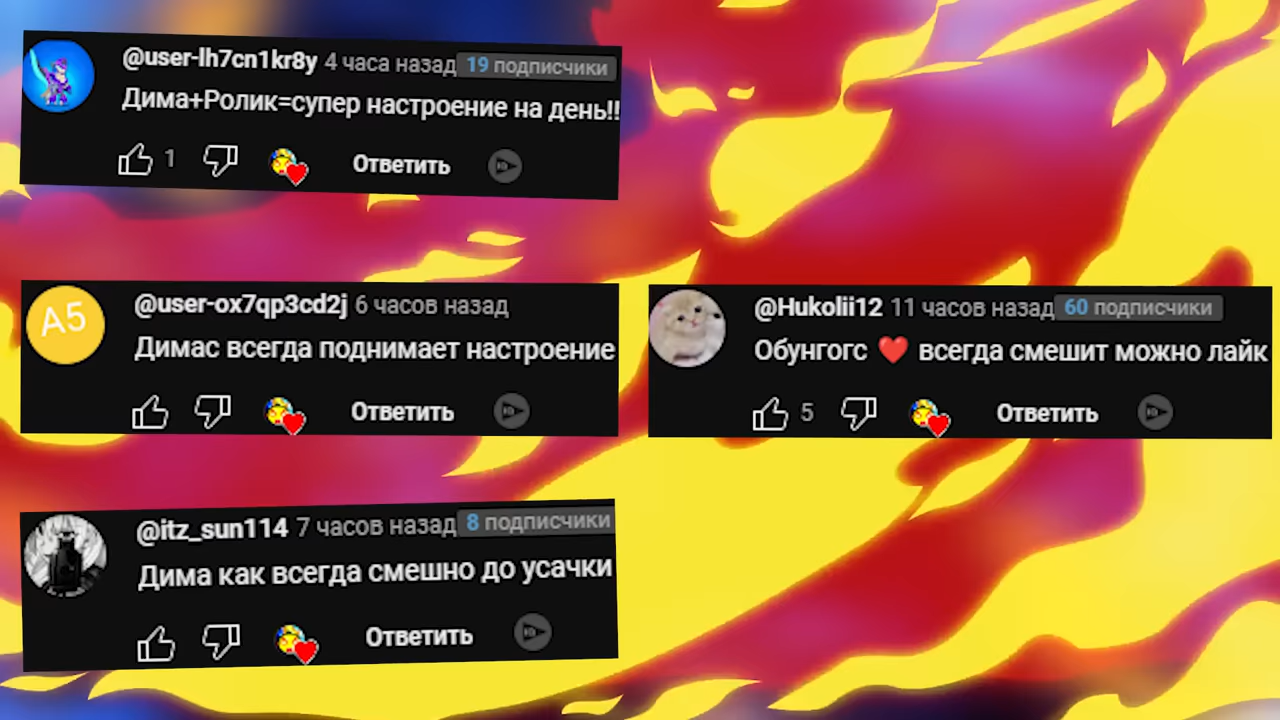 @user-lh7cn1kr8y 4 часа назад 19 подписчики
Дима+Ролик=супер настроение на день!!
1 Ответить
A5
@user-ox7qp3cd2j 6 часов назад
Димас всегда поднимает настроение
Ответить
@Hukolii12 11 часов назад 60 подписчики
Обунгогс ❤️ всегда смешит можно лайк
5 Ответить
@itz_sun114 7 часов назад 8 подписчики
Дима как всегда смешно до усачки
Ответить